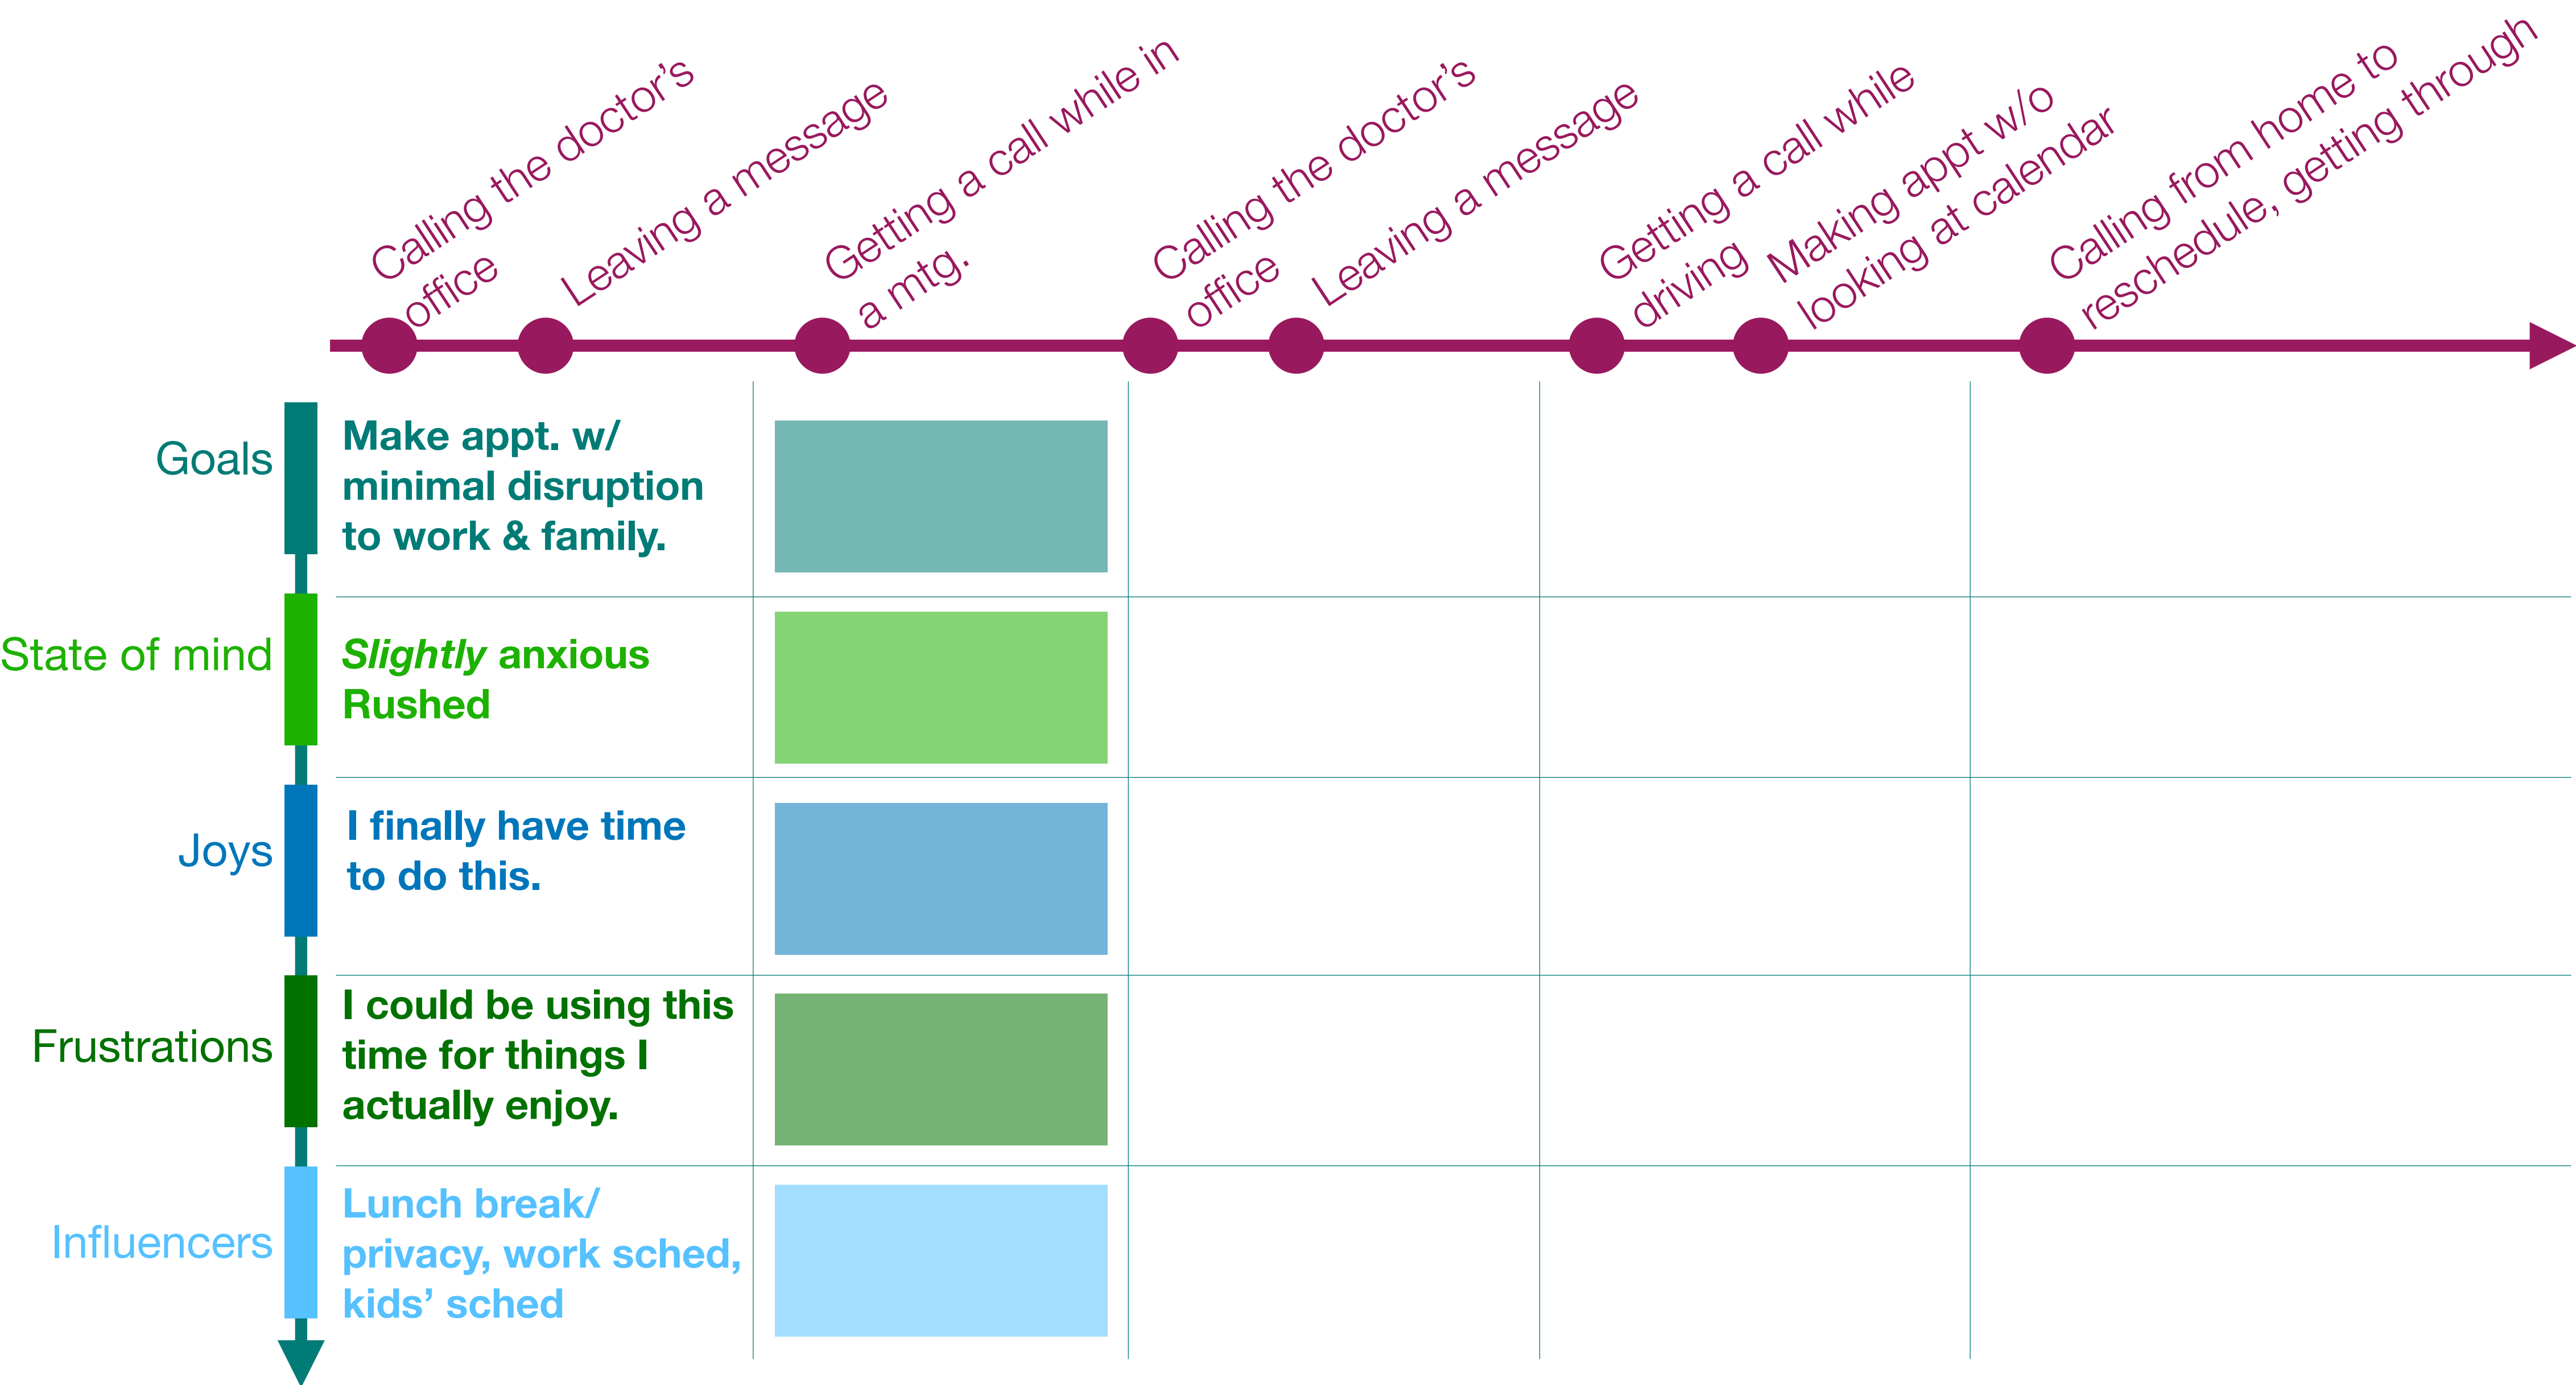 Calling the doctor's
office
Leaving a message
Getting a call while in
a mtg.
Calling the doctor's
office
Leaving a message
Getting a call while
driving
Making appt w/o
looking at calendar
Calling from home to
reschedule, getting through
Goals
Make appt. w/
minimal disruption
to work & family.
State of mind
Slightly anxious
Rushed
Joys
I finally have time
to do this.
Frustrations
I could be using this
time for things I
actually enjoy.
Influencers
Lunch break/
privacy, work sched,
kids' sched